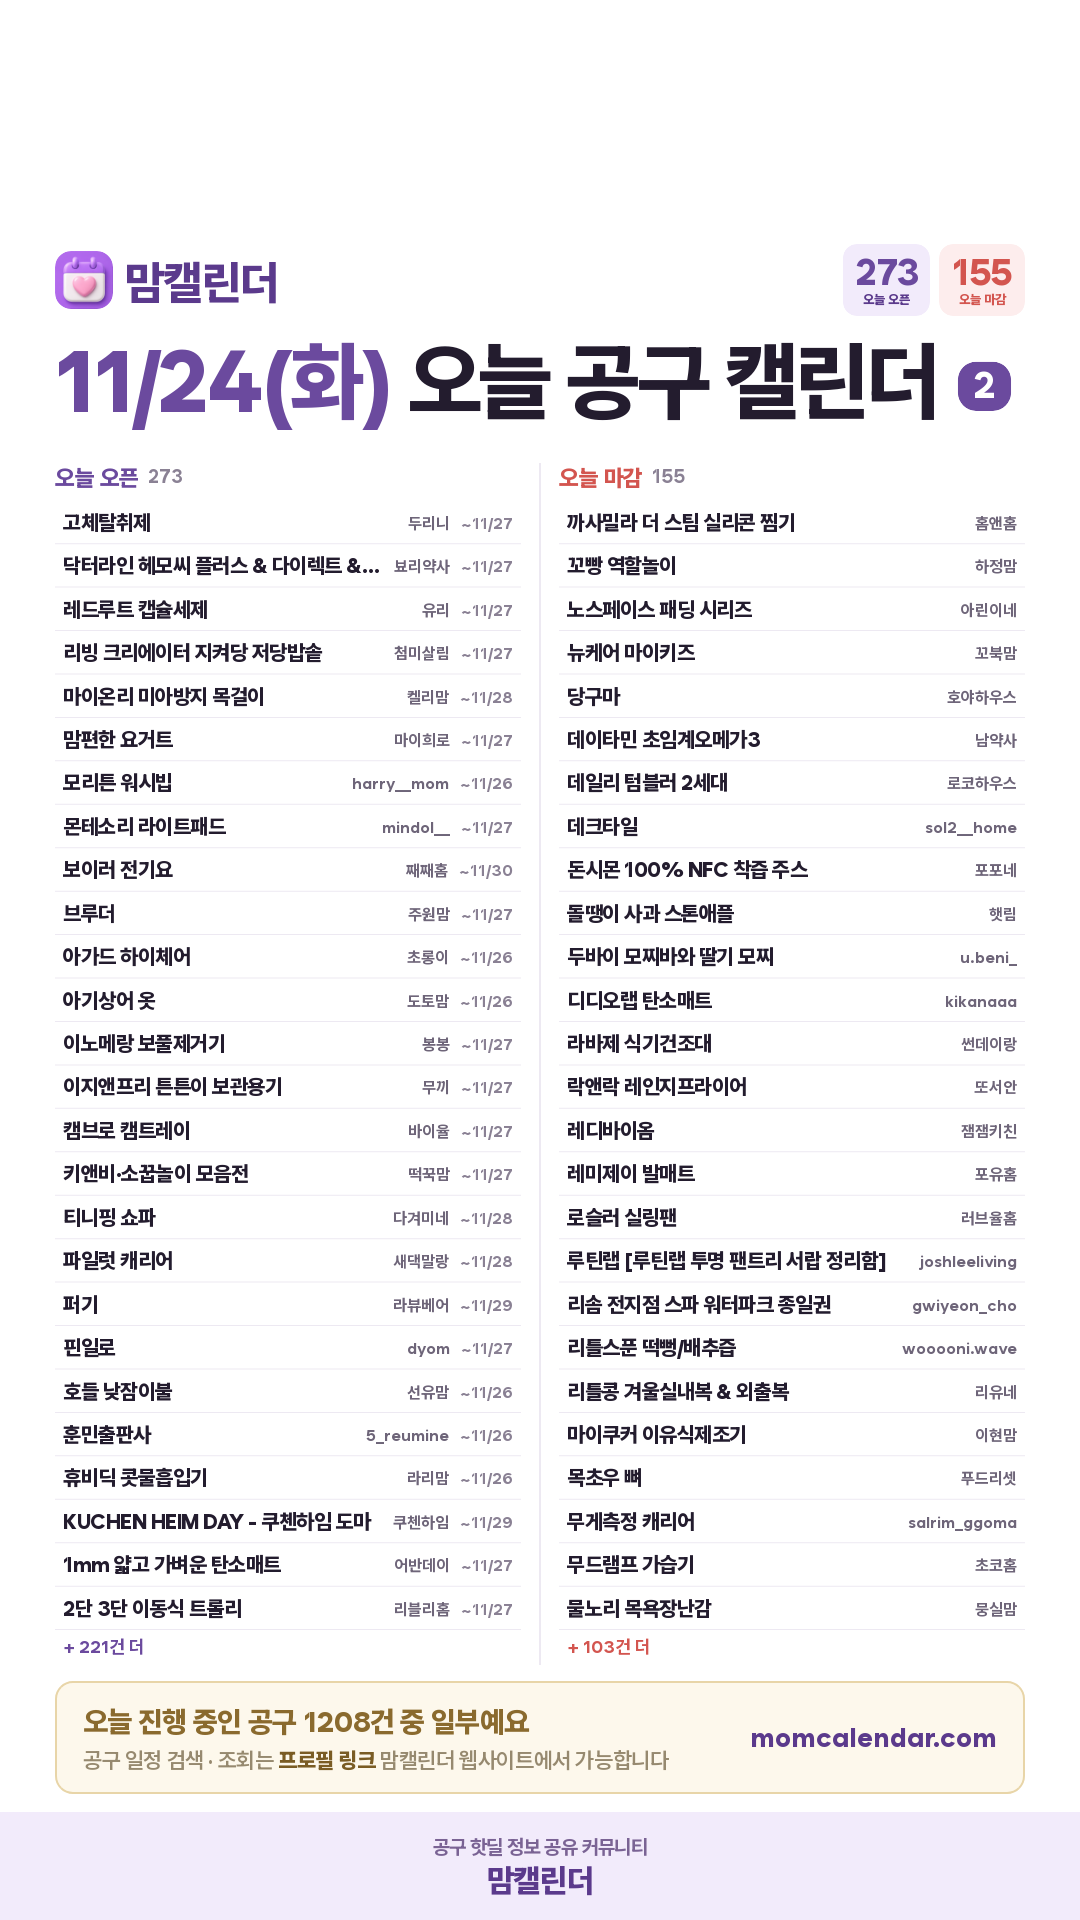 맘캘린더
273
오늘 오픈
155
오늘 마감
11/24(화) 오늘 공구 캘린더 2
오늘 오픈 273
고체탈취제 두리니 ~11/27
닥터라인 헤모씨 플러스 & 다이렉트 &... 뵤리약사 ~11/27
레드루트 캡슐세제 유리 ~11/27
리빙 크리에이터 지켜당 저당밥솥 첨미살림 ~11/27
마이온리 미아방지 목걸이 켈리맘 ~11/28
맘편한 요거트 마이희로 ~11/27
모리튼 워시빕 harry__mom ~11/26
몬테소리 라이트패드 mindol__ ~11/27
보이러 전기요 째째홈 ~11/30
브루더 주원맘 ~11/27
아가드 하이체어 초롱이 ~11/26
아기상어 옷 도토맘 ~11/26
이노메랑 보풀제거기 봉봉 ~11/27
이지앤프리 튼튼이 보관용기 무끼 ~11/27
캠브로 캠트레이 바이율 ~11/27
키앤비·소꿉놀이 모음전 떡꾹맘 ~11/27
티니핑 쇼파 다겨미네 ~11/28
파일럿 캐리어 새댁말랑 ~11/28
퍼기 라뷰베어 ~11/29
핀일로 dyom ~11/27
호들 낮잠이불 선유맘 ~11/26
훈민출판사 5_reumine ~11/26
휴비딕 콧물흡입기 라리맘 ~11/26
KUCHEN HEIM DAY - 쿠첸하임 도마 쿠첸하임 ~11/29
1mm 얇고 가벼운 탄소매트 어반데이 ~11/27
2단 3단 이동식 트롤리 리블리홈 ~11/27
+ 221건 더
오늘 마감 155
까사밀라 더 스팀 실리콘 찜기 홈앤홈
꼬빵 역할놀이 하정맘
노스페이스 패딩 시리즈 아린이네
뉴케어 마이키즈 꼬북맘
당구마 호야하우스
데이타민 초임계오메가3 남약사
데일리 텀블러 2세대 로코하우스
데크타일 sol2__home
돈시몬 100% NFC 착즙 주스 포포네
돌땡이 사과 스톤애플 햇림
두바이 모찌바와 딸기 모찌 u.beni_
디디오랩 탄소매트 kikanaaa
라바제 식기건조대 썬데이랑
락앤락 레인지프라이어 또서안
레디바이옴 잼잼키친
레미제이 발매트 포유홈
로슬러 실링팬 러브율홈
루틴랩 [루틴랩 투명 팬트리 서랍 정리함] joshleeliving
리솜 전지점 스파 워터파크 종일권 gwiyeon_cho
리틀스푼 떡뻥/배추즙 wooooni.wave
리틀콩 겨울실내복 & 외출복 리유네
마이쿠커 이유식제조기 이현맘
목초우 뼈 푸드리셋
무게측정 캐리어 salrim_ggoma
무드램프 가습기 초코홈
물노리 목욕장난감 뭉실맘
+ 103건 더
오늘 진행 중인 공구 1208건 중 일부예요
공구 일정 검색 · 조회는 프로필 링크 맘캘린더 웹사이트에서 가능합니다
momcalendar.com
공구 핫딜 정보 공유 커뮤니티
맘캘린더